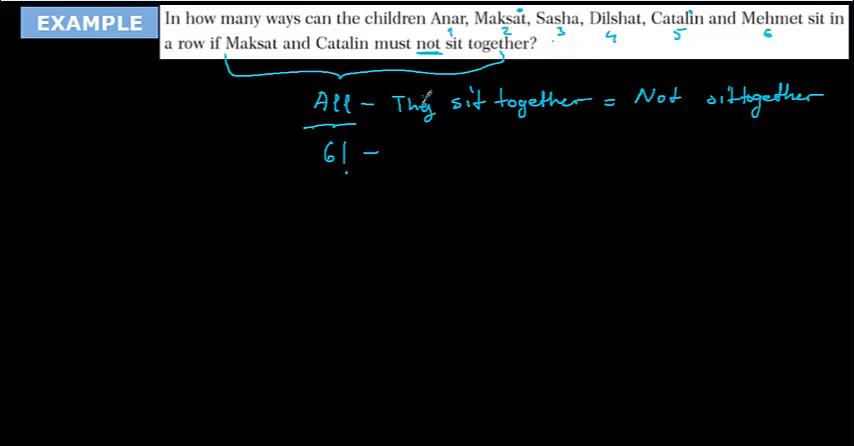 EXAMPLE
In how many ways can the children Anar, Maksat, Sasha, Dilshat, Catalin and Mehmet sit in
a row if Maksat and Catalin must not sit together?
1 2 3 4 5 6
All - They sit together = Not sit together
6! -